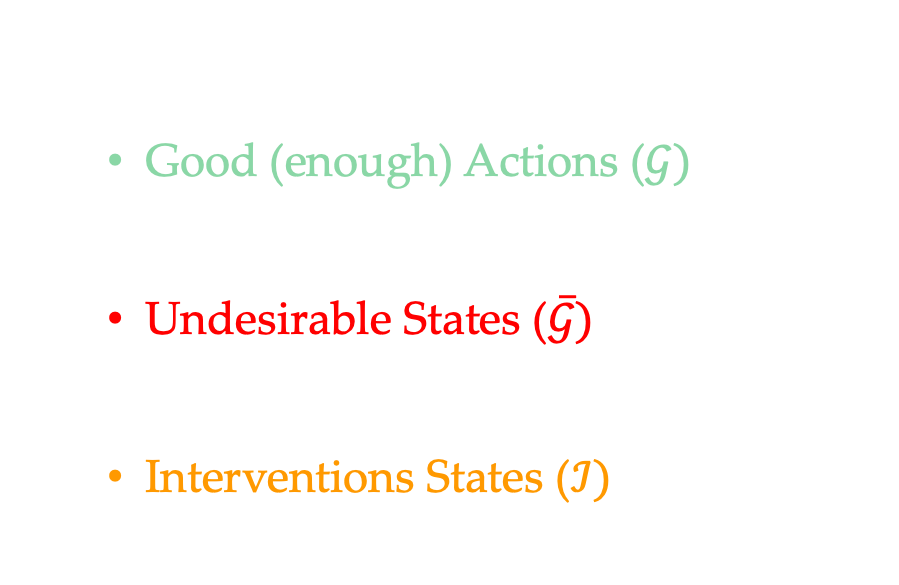 • Good (enough) Actions (𝒢)
• Undesirable States (𝒢̄)
• Interventions States (ℐ)